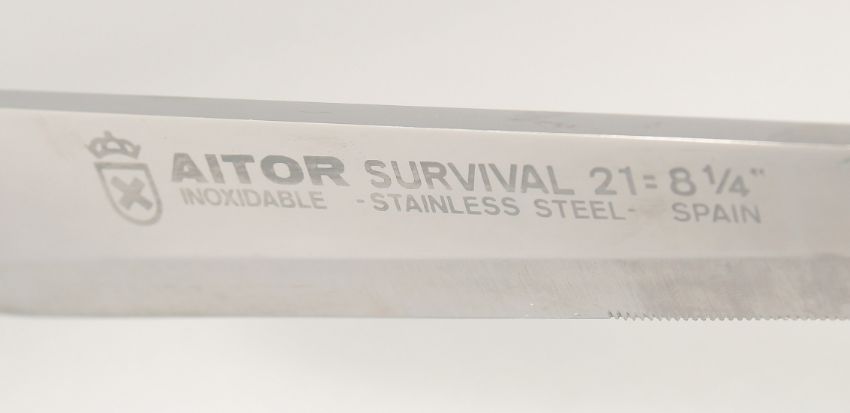 AITOR SURVIVAL 21=8 1/4"
INOXIDABLE -STAINLESS STEEL- SPAIN